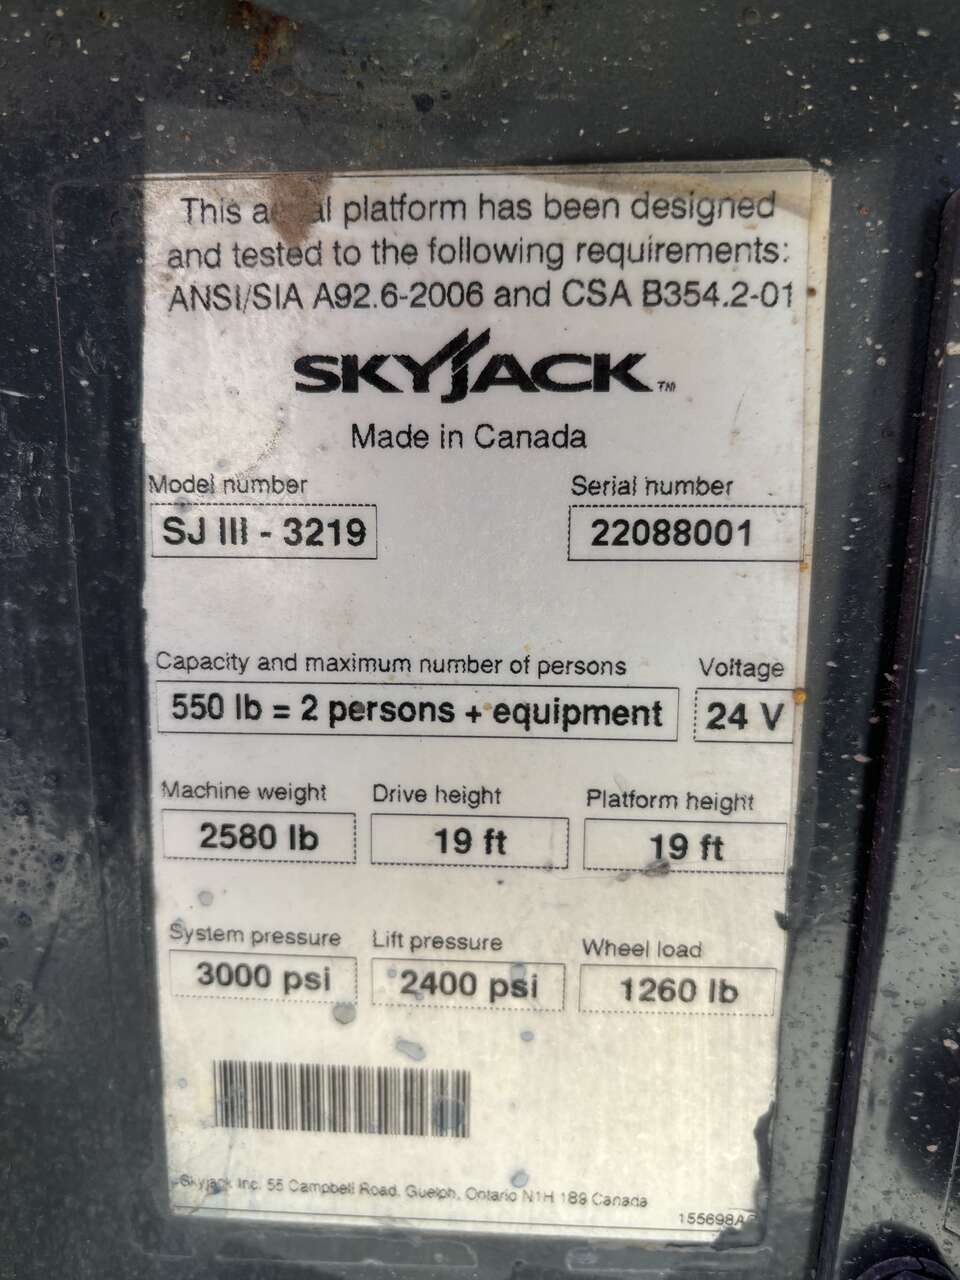 This aerial platform has been designed
and tested to the following requirements:
ANSI/SIA A92.6-2006 and CSA B354.2-01
SKYJACK™
Made in Canada
Model number Serial number
SJ III - 3219 22088001
Capacity and maximum number of persons Voltage
550 lb = 2 persons + equipment 24 V
Machine weight Drive height Platform height
2580 lb 19 ft 19 ft
System pressure Lift pressure Wheel load
3000 psi 2400 psi 1260 lb
Skyjack Inc. 55 Campbell Road. Guelph, Ontario N1H 1B9 Canada